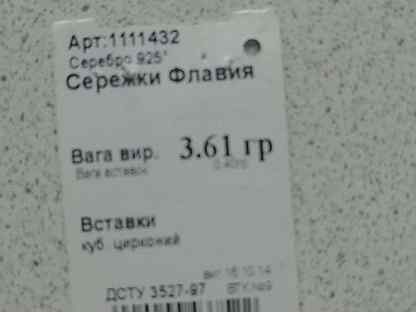 Арт:1111432
Серебро 925°
Сережки Флавия
Вага вир. 3.61 гр
Вага вставок
Вставки
куб. цирконий
ДСТУ 3527-97